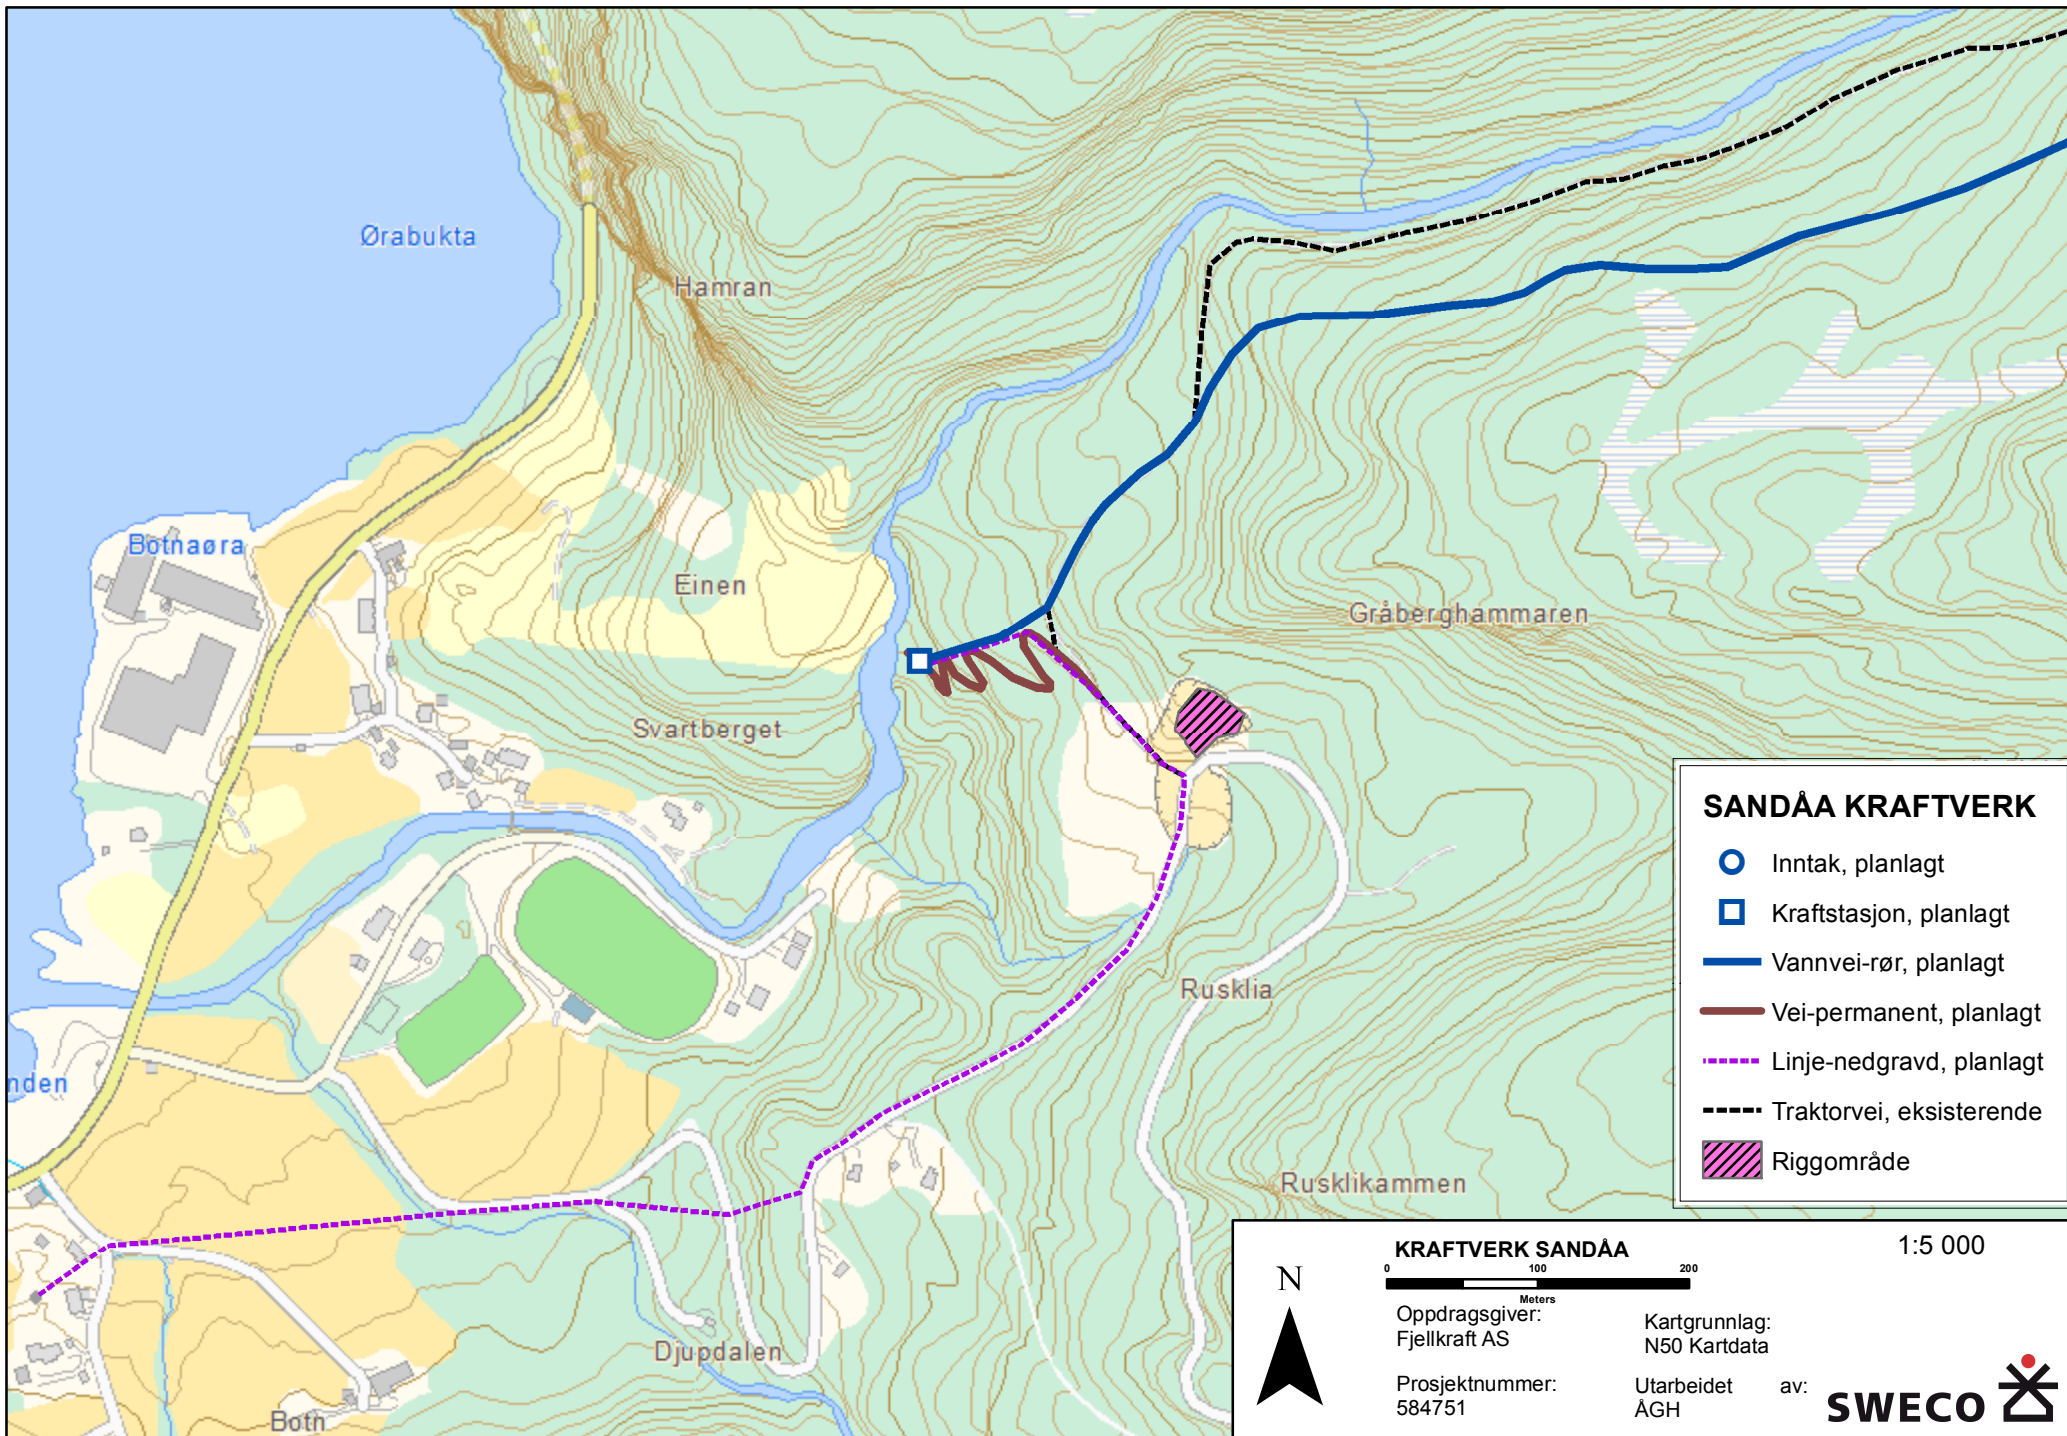 Ørabukta
Hamran
Botnaøra
Einen
Gråberghammaren
Svartberget
Rusklia
nden
Rusklikammen
Djupdalen
Botn
SANDÅA KRAFTVERK
Inntak, planlagt
Kraftstasjon, planlagt
Vannvei-rør, planlagt
Vei-permanent, planlagt
Linje-nedgravd, planlagt
Traktorvei, eksisterende
Riggområde
KRAFTVERK SANDÅA
1:5 000
0 100 200
Meters
N
Oppdragsgiver:
Fjellkraft AS
Kartgrunnlag:
N50 Kartdata
Prosjektnummer:
584751
Utarbeidet av:
ÅGH
SWECO